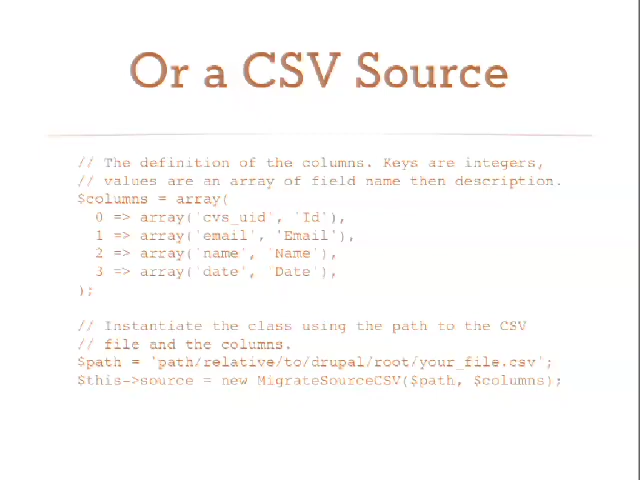 Or a CSV Source
// The definition of the columns. Keys are integers,
// values are an array of field name then description.
$columns = array(
0 => array('cvs_uid', 'Id'),
1 => array('email', 'Email'),
2 => array('name', 'Name'),
3 => array('date', 'Date'),
);
// Instantiate the class using the path to the CSV
// file and the columns.
$path = 'path/relative/to/drupal/root/your_file.csv';
$this->source = new MigrateSourceCSV($path, $columns);